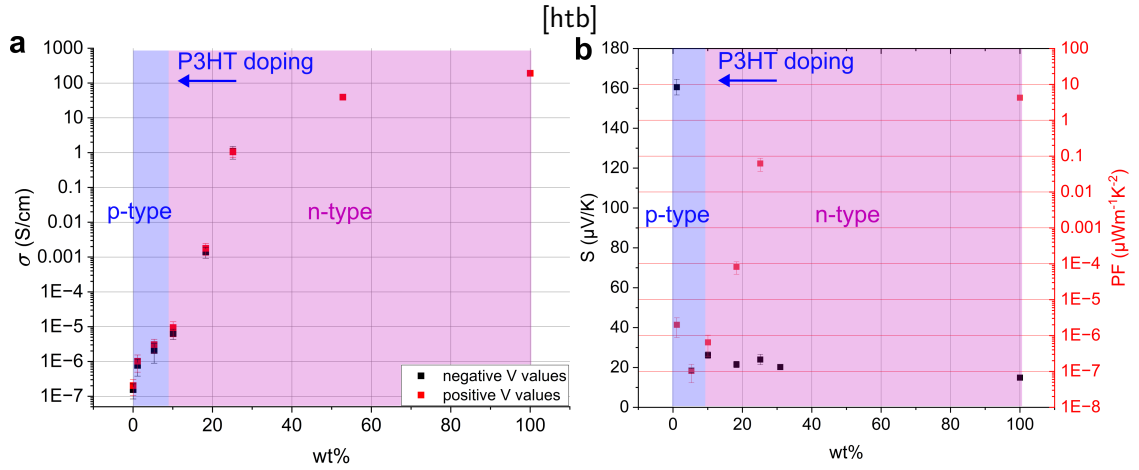 [htb]
a
1000
100
10
1
0.1
0.01
0.001
1E−4
1E−5
1E−6
1E−7
σ (S/cm)
P3HT doping
p-type
n-type
negative V values
positive V values
0
20
40
60
80
100
wt%
b
180
160
140
120
100
80
60
40
20
0
S (µV/K)
P3HT doping
p-type
n-type
0
20
40
60
80
100
wt%
100
10
1
0.1
0.1
0.001
1E−4
1E−5
1E−6
1E−7
1E−8
PF (µWm⁻¹K⁻²)